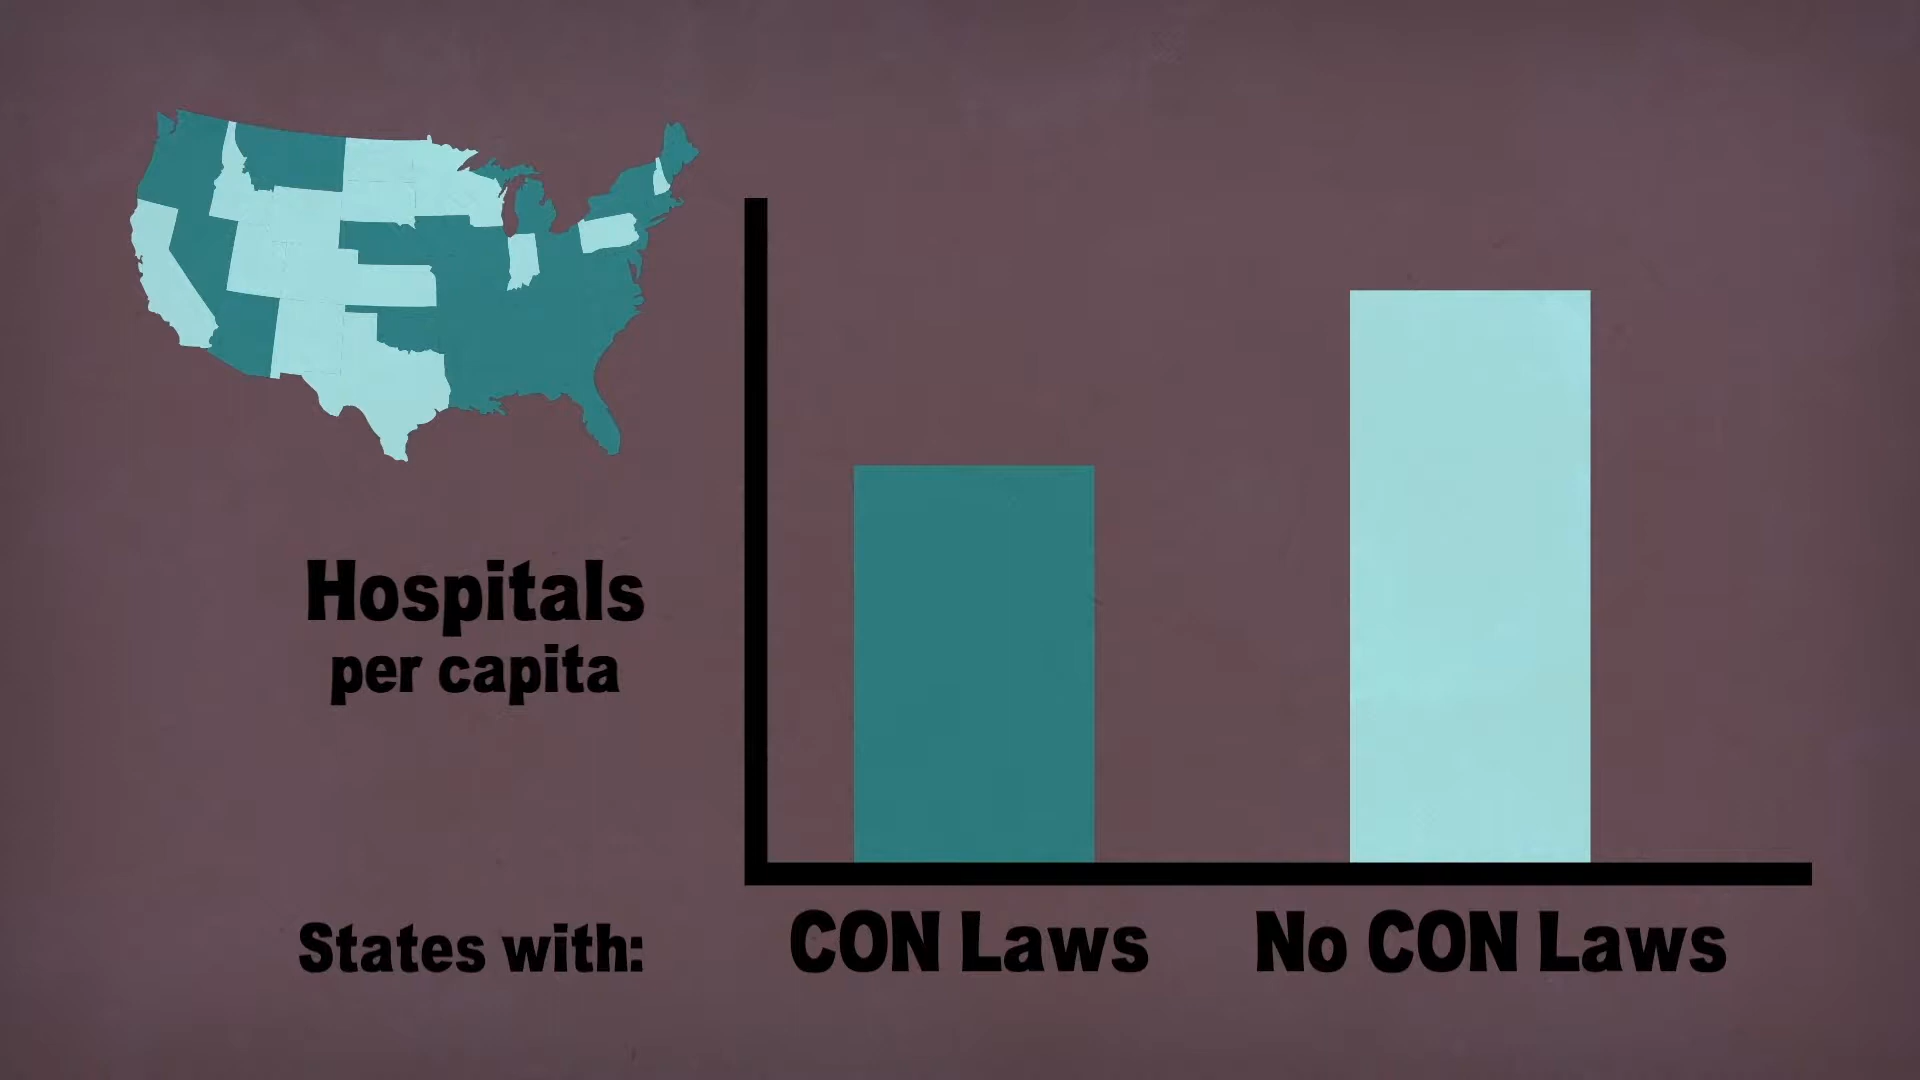 Hospitals
per capita
States with:
CON Laws
No CON Laws